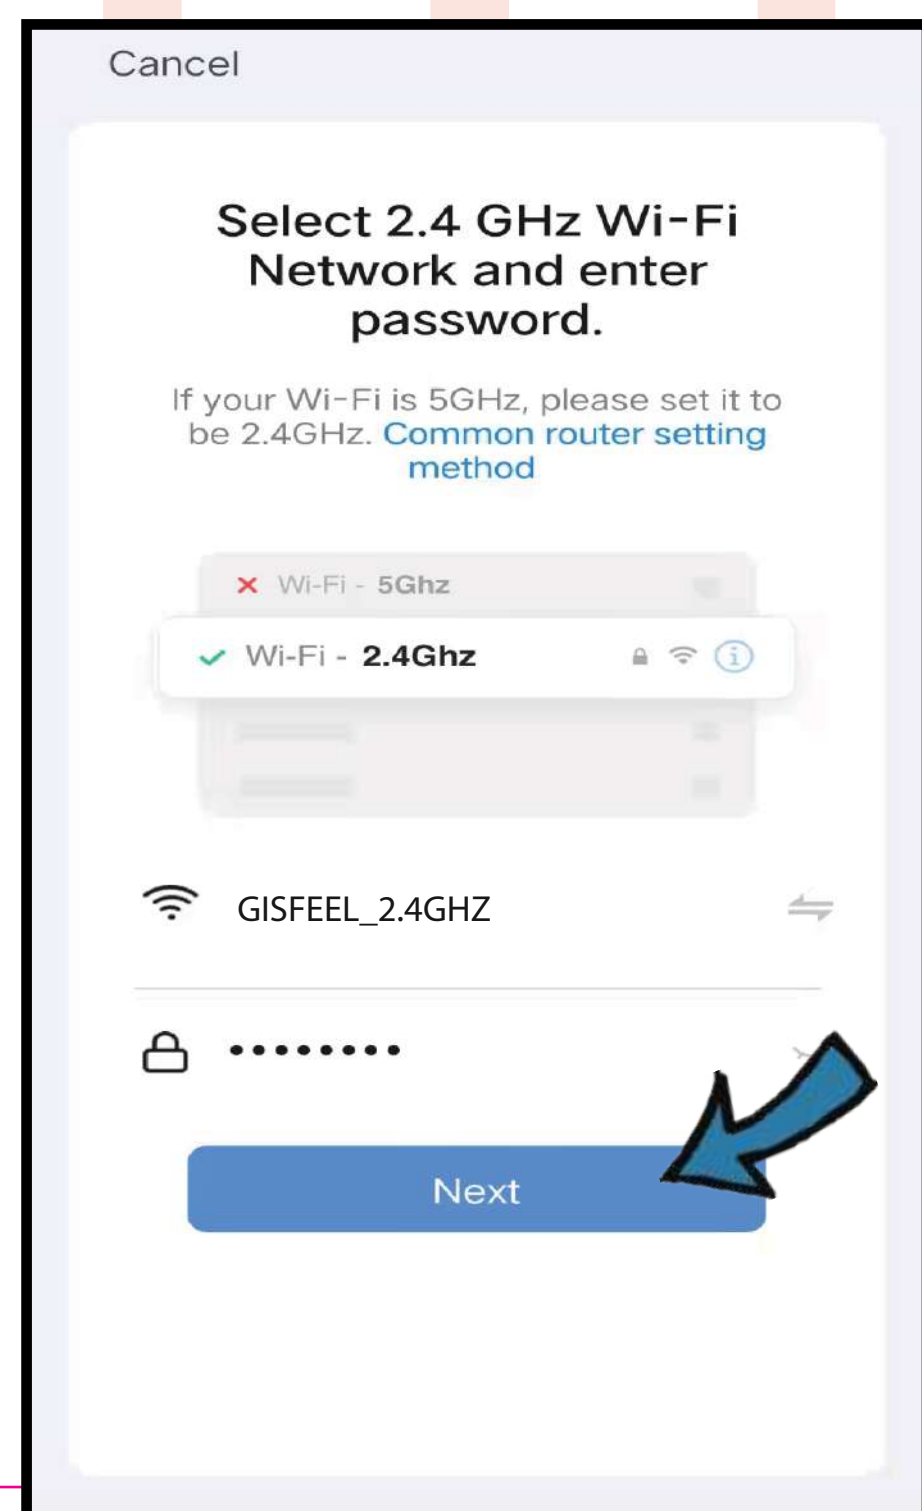 Cancel
Select 2.4 GHz Wi-Fi
Network and enter
password.
If your Wi-Fi is 5GHz, please set it to
be 2.4GHz. Common router setting
method
Wi-Fi - 5Ghz
Wi-Fi - 2.4Ghz
GISFEEL_2.4GHZ
••••••••
Next